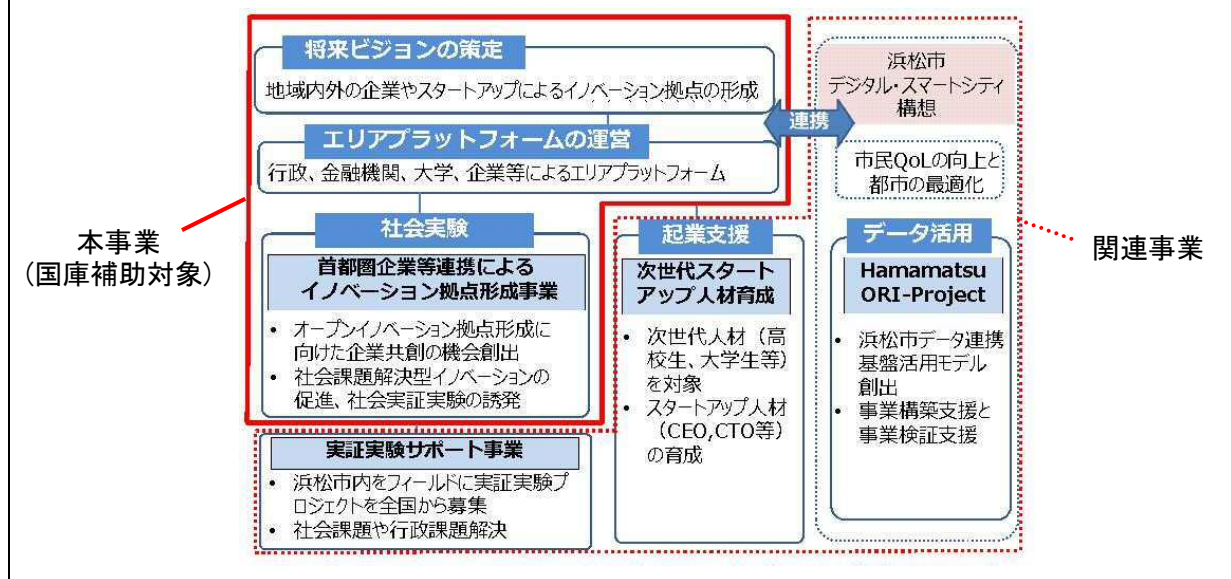 将来ビジョンの策定
地域内外の企業やスタートアップによるイノベーション拠点の形成
エリアプラットフォームの運営
行政、金融機関、大学、企業等によるエリアプラットフォーム
連携
浜松市
デジタル・スマートシティ
構想
市民QoLの向上と
都市の最適化
本事業
(国庫補助対象)
関連事業
社会実験
首都圏企業等連携による
イノベーション拠点形成事業
• オープンイノベーション拠点形成に
向けた企業共創の機会創出
• 社会課題解決型イノベーションの
促進、社会実証実験の誘発
実証実験サポート事業
• 浜松市内をフィールドに実証実験プ
ロジェクトを全国から募集
• 社会課題や行政課題解決
起業支援
次世代スタート
アップ人材育成
• 次世代人材（高
校生、大学生等）
を対象
• スタートアップ人材
（CEO,CTO等）
の育成
データ活用
Hamamatsu
ORI-Project
• 浜松市データ連携
基盤活用モデル
創出
• 事業構築支援と
事業検証支援